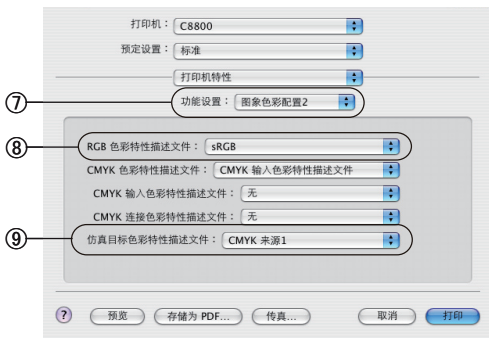 打印机： C8800
预定设置： 标准
打印机特性
⑦ 功能设置： 图象色彩配置2
⑧ RGB 色彩特性描述文件： sRGB
CMYK 色彩特性描述文件： CMYK 输入色彩特性描述文件
CMYK 输入色彩特性描述文件： 无
CMYK 连接色彩特性描述文件： 无
⑨ 仿真目标色彩特性描述文件： CMYK 来源1
? 预览 存储为 PDF... 传真... 取消 打印